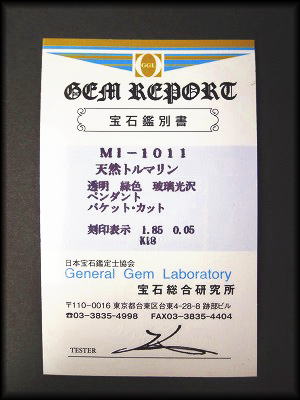 GGL
GEM REPORT
宝石鑑別書
MI-1011
天然トルマリン
透明 緑色 玻璃光沢
ペンダント
バケット・カット
刻印表示 1.85 0.05
K18
日本宝石鑑定士協会
General Gem Laboratory
宝石総合研究所
〒110-0016 東京都台東区台東4-28-8 跡部ビル
☎03-3835-4998 FAX03-3835-4404
TESTER